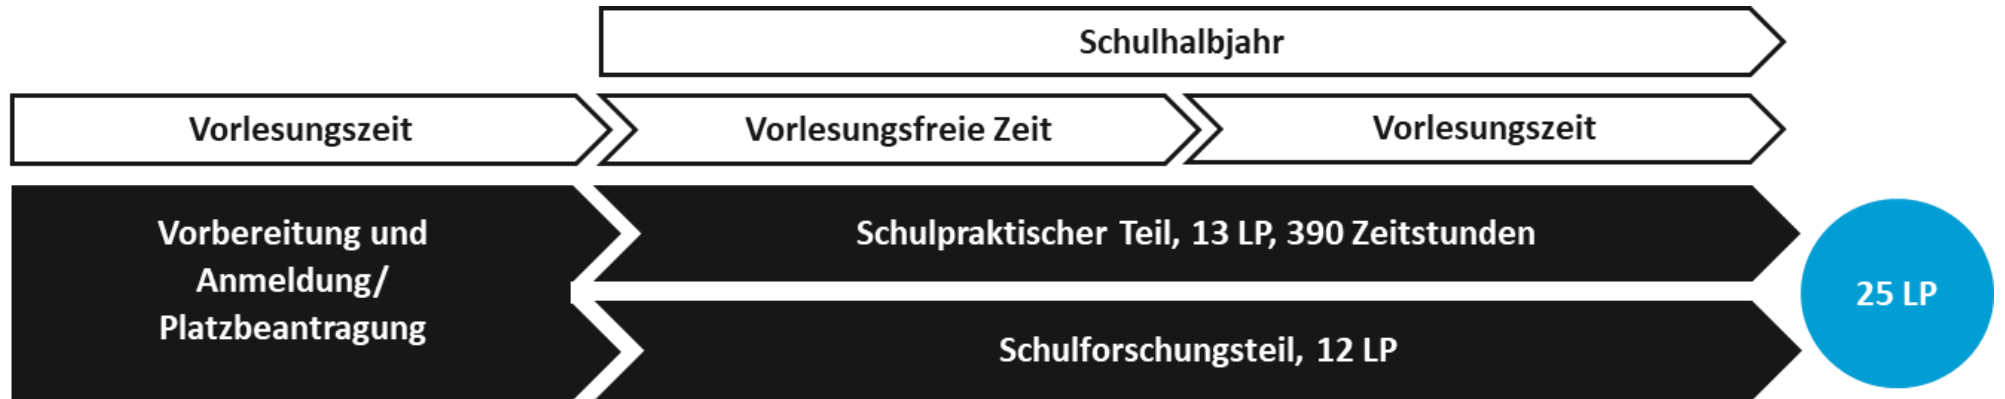 Schulhalbjahr
Vorlesungszeit
Vorlesungsfreie Zeit
Vorlesungszeit
Vorbereitung und
Anmeldung/
Platzbeantragung
Schulpraktischer Teil, 13 LP, 390 Zeitstunden
Schulforschungsteil, 12 LP
25 LP